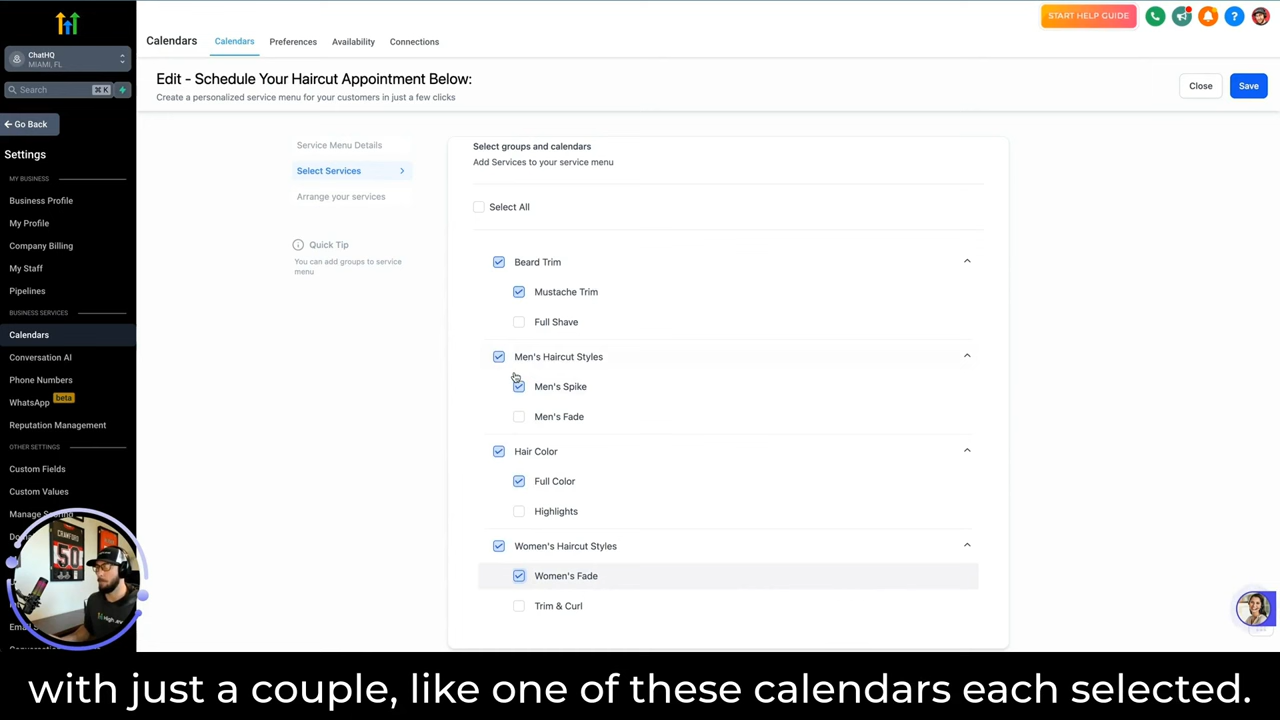 START HELP GUIDE
ChatHQ
MIAMI, FL
Search
⌘ K
Go Back
Settings
MY BUSINESS
Business Profile
My Profile
Company Billing
My Staff
Pipelines
BUSINESS SERVICES
Calendars
Conversation AI
Phone Numbers
WhatsApp beta
Reputation Management
OTHER SETTINGS
Custom Fields
Custom Values
Calendars
Calendars
Preferences
Availability
Connections
Edit - Schedule Your Haircut Appointment Below:
Create a personalized service menu for your customers in just a few clicks
Close
Save
Service Menu Details
Select Services
Arrange your services
Quick Tip
You can add groups to service
menu
Select groups and calendars
Add Services to your service menu
Select All
Beard Trim
Mustache Trim
Full Shave
Men's Haircut Styles
Men's Spike
Men's Fade
Hair Color
Full Color
Highlights
Women's Haircut Styles
Women's Fade
Trim & Curl
CRAWFORD
50
with just a couple, like one of these calendars each selected.